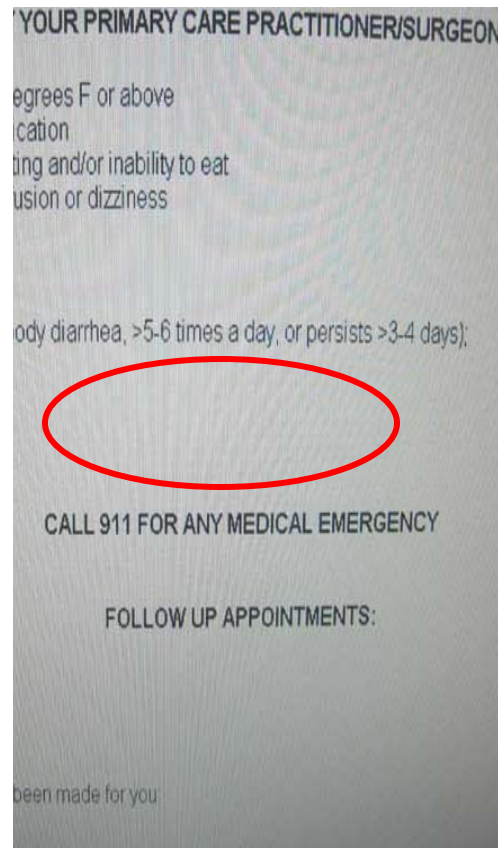 YOUR PRIMARY CARE PRACTITIONER/SURGEON
egrees F or above
ication
ting and/or inability to eat
usion or dizziness
ody diarrhea, >5-6 times a day, or persists >3-4 days);
CALL 911 FOR ANY MEDICAL EMERGENCY
FOLLOW UP APPOINTMENTS:
been made for you: